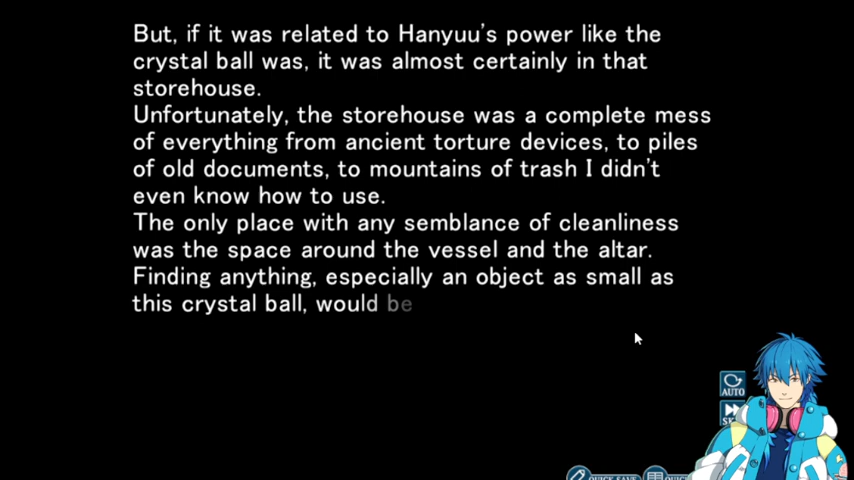 But, if it was related to Hanyuu's power like the
crystal ball was, it was almost certainly in that
storehouse.
Unfortunately, the storehouse was a complete mess
of everything from ancient torture devices, to piles
of old documents, to mountains of trash I didn't
even know how to use.
The only place with any semblance of cleanliness
was the space around the vessel and the altar.
Finding anything, especially an object as small as
this crystal ball, would be
AUTO
QUICK SAVE